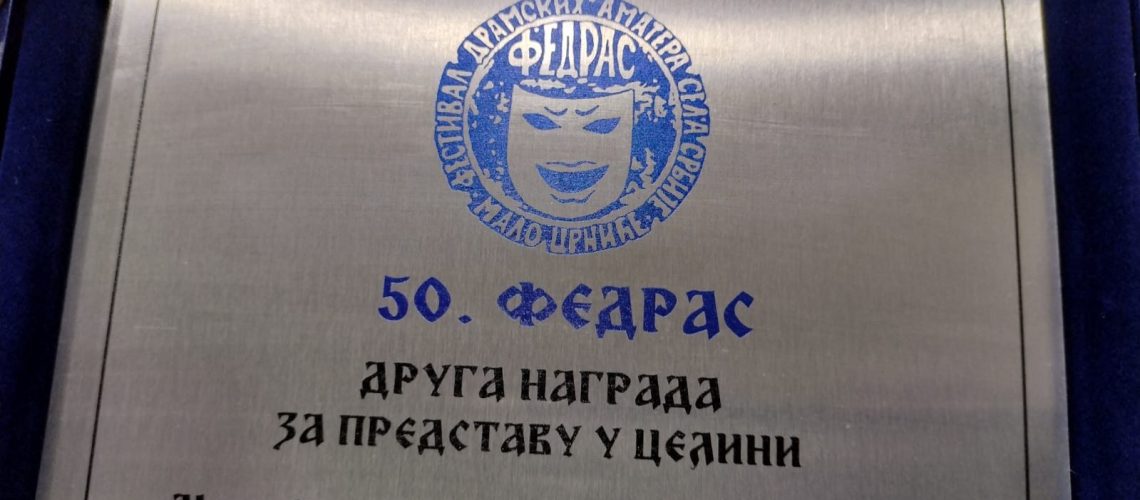 ФЕСТИВАЛ ДРАМСКИХ АМАТЕРА СЕЛА СРБИЈЕ
ФЕДРАС
МАЛО ЦРНИЋЕ
50. ФЕДРАС
ДРУГА НАГРАДА
ЗА ПРЕДСТАВУ У ЦЕЛИНИ